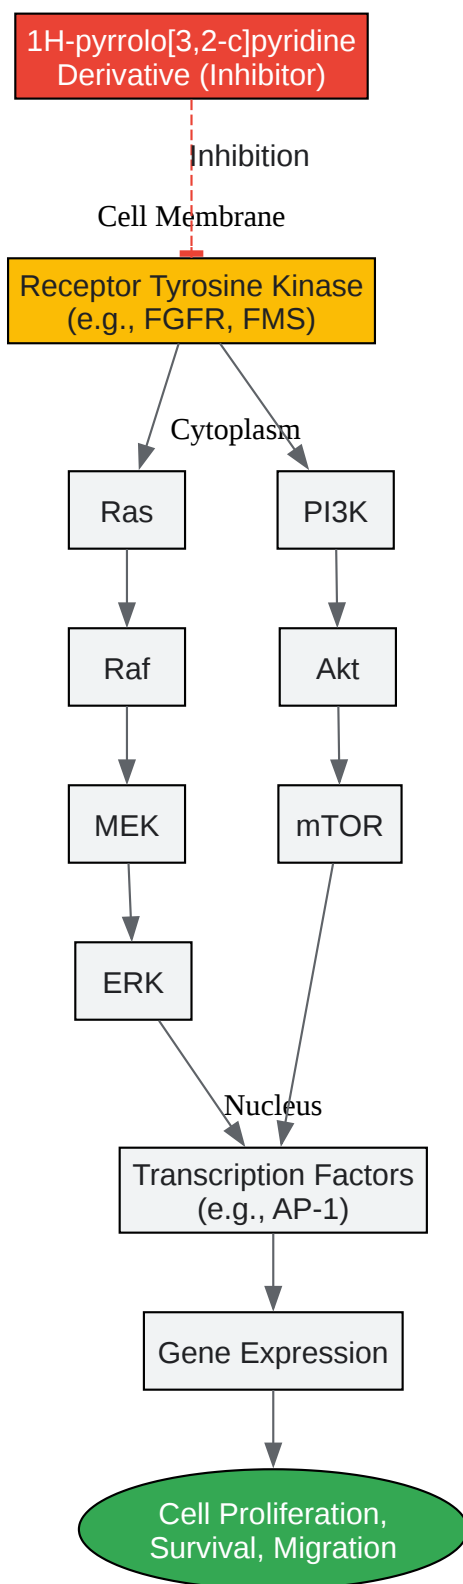 1H-pyrrolo[3,2-c]pyridine
Derivative (Inhibitor)
Inhibition
Cell Membrane
Receptor Tyrosine Kinase
(e.g., FGFR, FMS)
Cytoplasm
Ras
PI3K
Raf
Akt
MEK
mTOR
ERK
Nucleus
Transcription Factors
(e.g., AP-1)
Gene Expression
Cell Proliferation,
Survival, Migration